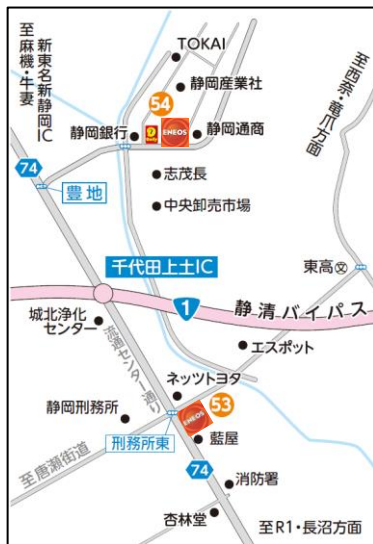 TOKAI
至麻機・牛妻
新東名新静岡IC
静岡産業社
至西奈・竜爪方面
54
静岡銀行
ENEOS
静岡通商
74
志茂長
豊地
中央卸売市場
千代田上土IC
東高 文
1
静清バイパス
城北浄化
センター
流通センター通り
エスポット
ネッツトヨタ
53
静岡刑務所
ENEOS
刑務所東
藍屋
至唐瀬街道
74
消防署
杏林堂
至R1・長沼方面